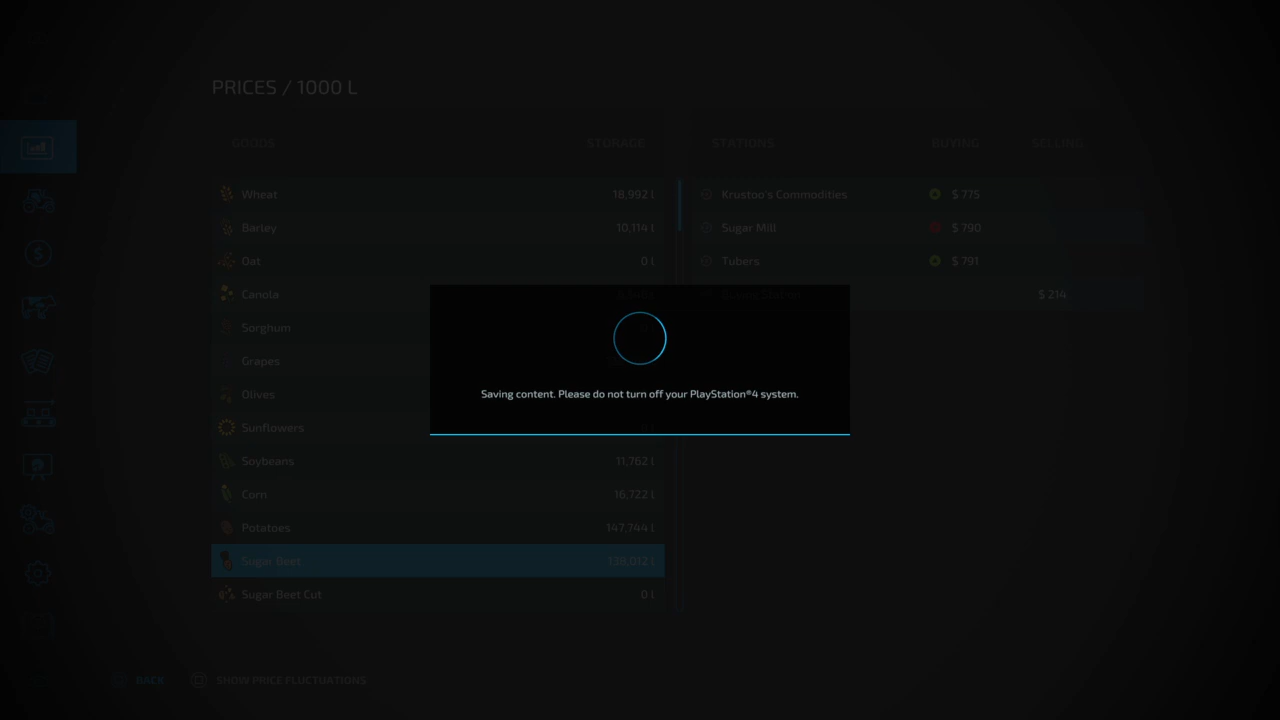 PRICES / 1000 L
GOODS STORAGE STATIONS BUYING SELLING
Wheat 18,992 l Krustoo's Commodities $ 775
Barley 10,114 l Sugar Mill $ 790
Oat 0 l Tubers $ 791
Canola $ 214
Sorghum
Grapes
Olives
Sunflowers 0 l
Soybeans 11,762 l
Corn 16,722 l
Potatoes 147,744 l
Sugar Beet 138,012 l
Sugar Beet Cut 0 l
Saving content. Please do not turn off your PlayStation®4 system.
BACK SHOW PRICE FLUCTUATIONS